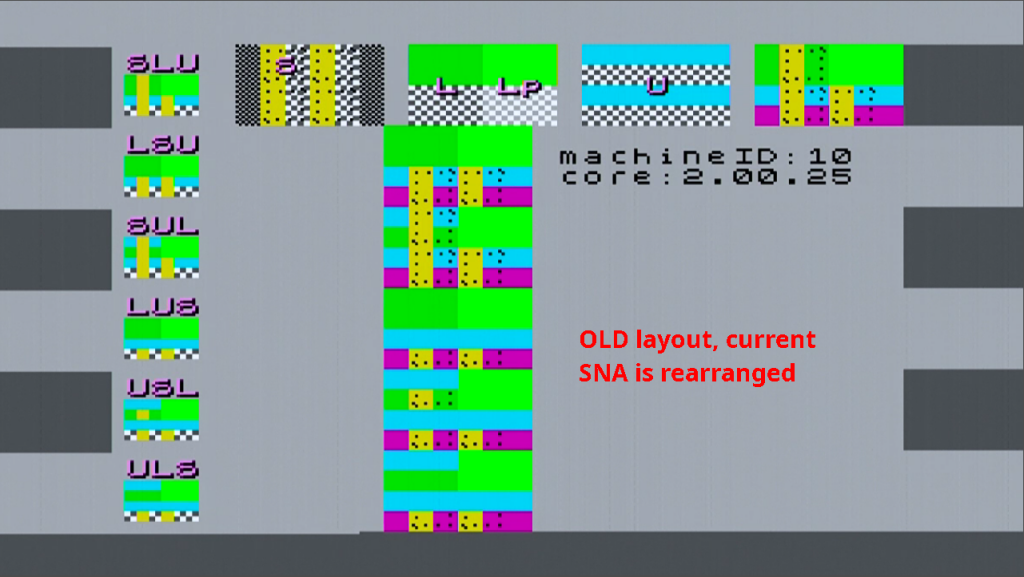 SLU
S
L Lp
U
LSU
machineID:10
core:2.00.25
SUL
LUS
OLD layout, current
SNA is rearranged
USL
ULS